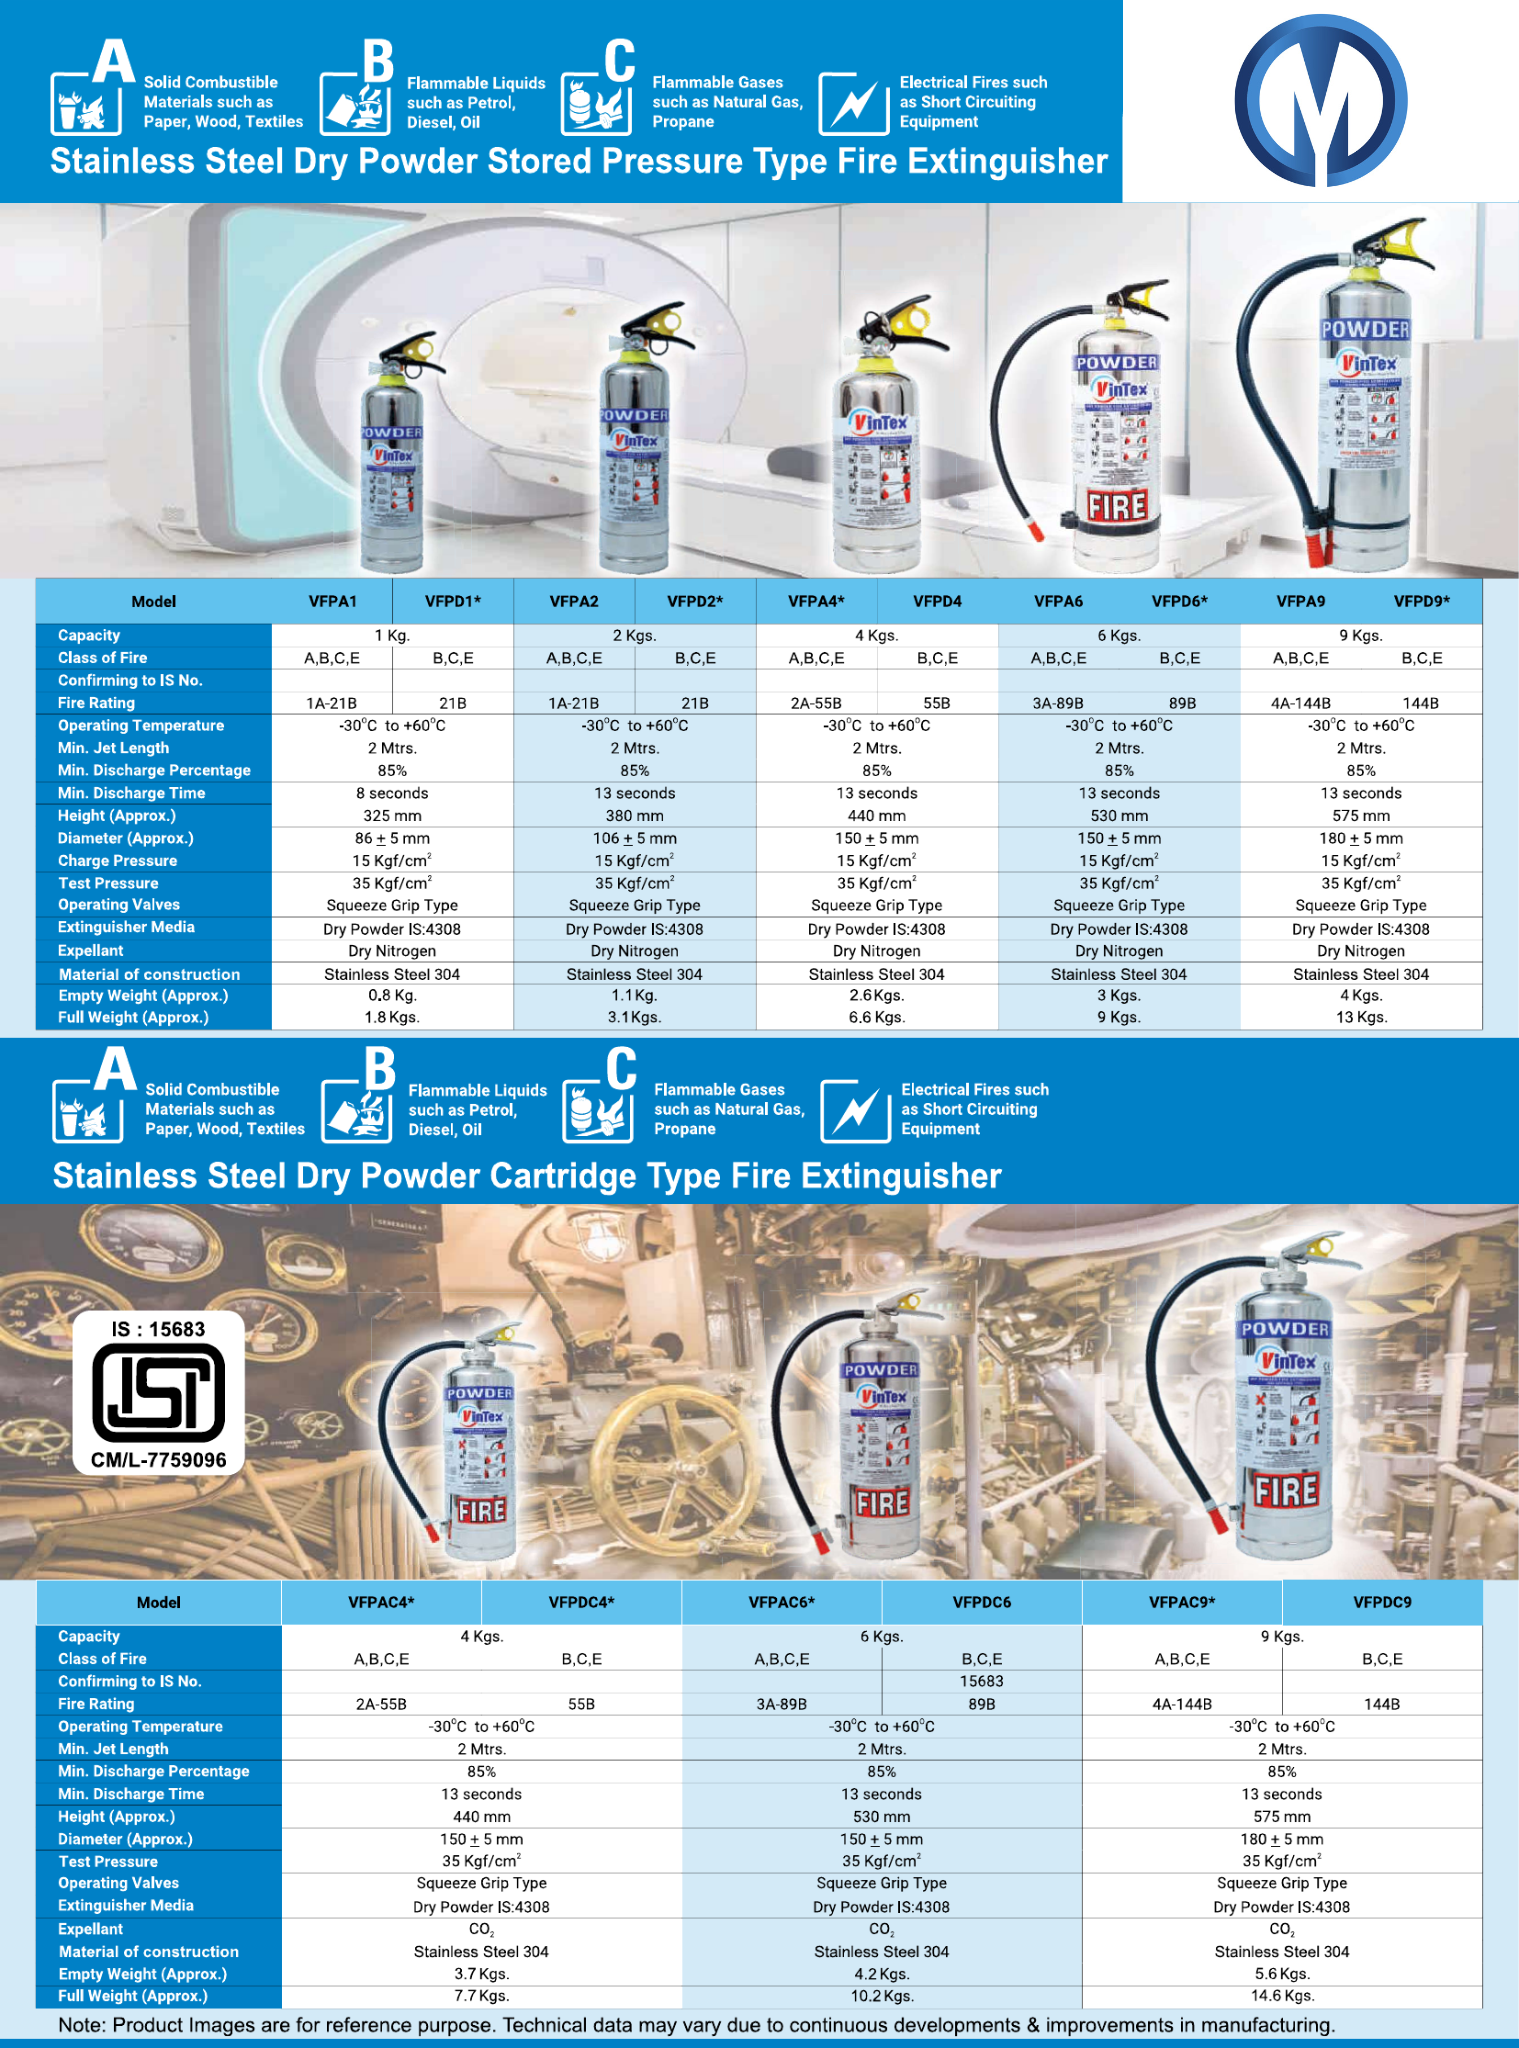 A
Solid Combustible
Materials such as
Paper, Wood, Textiles
B
Flammable Liquids
such as Petrol,
Diesel, Oil
C
Flammable Gases
such as Natural Gas,
Propane
Electrical Fires such
as Short Circuiting
Equipment
Stainless Steel Dry Powder Stored Pressure Type Fire Extinguisher
POWDER
VinTex
POWDER
VinTex
VinTex
POWDER
VinTex
FIRE
POWDER
VinTex
Model VFPA1 VFPD1* VFPA2 VFPD2* VFPA4* VFPD4 VFPA6 VFPD6* VFPA9 VFPD9*
Capacity 1 Kg. 2 Kgs. 4 Kgs. 6 Kgs. 9 Kgs.
Class of Fire A,B,C,E B,C,E A,B,C,E B,C,E A,B,C,E B,C,E A,B,C,E B,C,E A,B,C,E B,C,E
Confirming to IS No.
Fire Rating 1A-21B 21B 1A-21B 21B 2A-55B 55B 3A-89B 89B 4A-144B 144B
Operating Temperature -30°C to +60°C -30°C to +60°C -30°C to +60°C -30°C to +60°C -30°C to +60°C
Min. Jet Length 2 Mtrs. 2 Mtrs. 2 Mtrs. 2 Mtrs. 2 Mtrs.
Min. Discharge Percentage 85% 85% 85% 85% 85%
Min. Discharge Time 8 seconds 13 seconds 13 seconds 13 seconds 13 seconds
Height (Approx.) 325 mm 380 mm 440 mm 530 mm 575 mm
Diameter (Approx.) 86 ± 5 mm 106 ± 5 mm 150 ± 5 mm 150 ± 5 mm 180 ± 5 mm
Charge Pressure 15 Kgf/cm² 15 Kgf/cm² 15 Kgf/cm² 15 Kgf/cm² 15 Kgf/cm²
Test Pressure 35 Kgf/cm² 35 Kgf/cm² 35 Kgf/cm² 35 Kgf/cm² 35 Kgf/cm²
Operating Valves Squeeze Grip Type Squeeze Grip Type Squeeze Grip Type Squeeze Grip Type Squeeze Grip Type
Extinguisher Media Dry Powder IS:4308 Dry Powder IS:4308 Dry Powder IS:4308 Dry Powder IS:4308 Dry Powder IS:4308
Expellant Dry Nitrogen Dry Nitrogen Dry Nitrogen Dry Nitrogen Dry Nitrogen
Material of construction Stainless Steel 304 Stainless Steel 304 Stainless Steel 304 Stainless Steel 304 Stainless Steel 304
Empty Weight (Approx.) 0.8 Kg. 1.1 Kg. 2.6 Kgs. 3 Kgs. 4 Kgs.
Full Weight (Approx.) 1.8 Kgs. 3.1 Kgs. 6.6 Kgs. 9 Kgs. 13 Kgs.
A
Solid Combustible
Materials such as
Paper, Wood, Textiles
B
Flammable Liquids
such as Petrol,
Diesel, Oil
C
Flammable Gases
such as Natural Gas,
Propane
Electrical Fires such
as Short Circuiting
Equipment
Stainless Steel Dry Powder Cartridge Type Fire Extinguisher
IS : 15683
ISI
CM/L-7759096
POWDER
VinTex
FIRE
POWDER
VinTex
FIRE
POWDER
VinTex
FIRE
Model VFPAC4* VFPDC4* VFPAC6* VFPDC6 VFPAC9* VFPDC9
Capacity 4 Kgs. 6 Kgs. 9 Kgs.
Class of Fire A,B,C,E B,C,E A,B,C,E B,C,E A,B,C,E B,C,E
Confirming to IS No. 15683
Fire Rating 2A-55B 55B 3A-89B 89B 4A-144B 144B
Operating Temperature -30°C to +60°C -30°C to +60°C -30°C to +60°C
Min. Jet Length 2 Mtrs. 2 Mtrs. 2 Mtrs.
Min. Discharge Percentage 85% 85% 85%
Min. Discharge Time 13 seconds 13 seconds 13 seconds
Height (Approx.) 440 mm 530 mm 575 mm
Diameter (Approx.) 150 ± 5 mm 150 ± 5 mm 180 ± 5 mm
Test Pressure 35 Kgf/cm² 35 Kgf/cm² 35 Kgf/cm²
Operating Valves Squeeze Grip Type Squeeze Grip Type Squeeze Grip Type
Extinguisher Media Dry Powder IS:4308 Dry Powder IS:4308 Dry Powder IS:4308
Expellant CO₂ CO₂ CO₂
Material of construction Stainless Steel 304 Stainless Steel 304 Stainless Steel 304
Empty Weight (Approx.) 3.7 Kgs. 4.2 Kgs. 5.6 Kgs.
Full Weight (Approx.) 7.7 Kgs. 10.2 Kgs. 14.6 Kgs.
Note: Product Images are for reference purpose. Technical data may vary due to continuous developments & improvements in manufacturing.